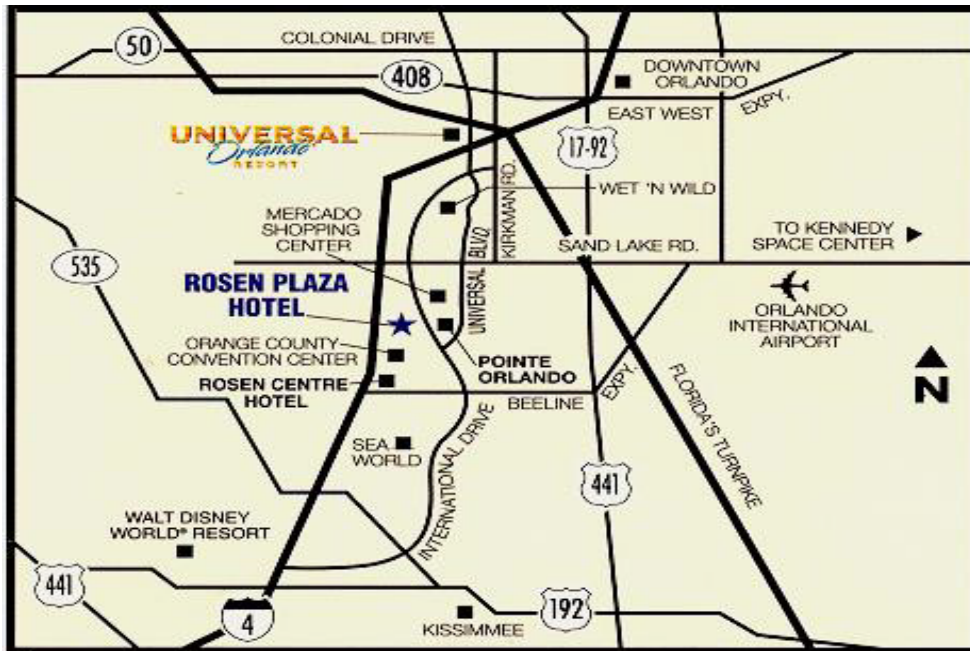 50
COLONIAL DRIVE
408
DOWNTOWN
ORLANDO
EAST WEST
EXPY.
UNIVERSAL
Orlando
RESORT
17-92
KIRKMAN RD.
WET 'N WILD
MERCADO
SHOPPING
CENTER
UNIVERSAL BLVD.
SAND LAKE RD.
TO KENNEDY
SPACE CENTER
535
ROSEN PLAZA
HOTEL
ORLANDO
INTERNATIONAL
AIRPORT
ORANGE COUNTY
CONVENTION CENTER
POINTE
ORLANDO
ROSEN CENTRE
HOTEL
BEELINE
EXPY.
FLORIDA'S TURNPIKE
N
SEA
WORLD
INTERNATIONAL DRIVE
441
WALT DISNEY
WORLD® RESORT
441
4
192
KISSIMMEE